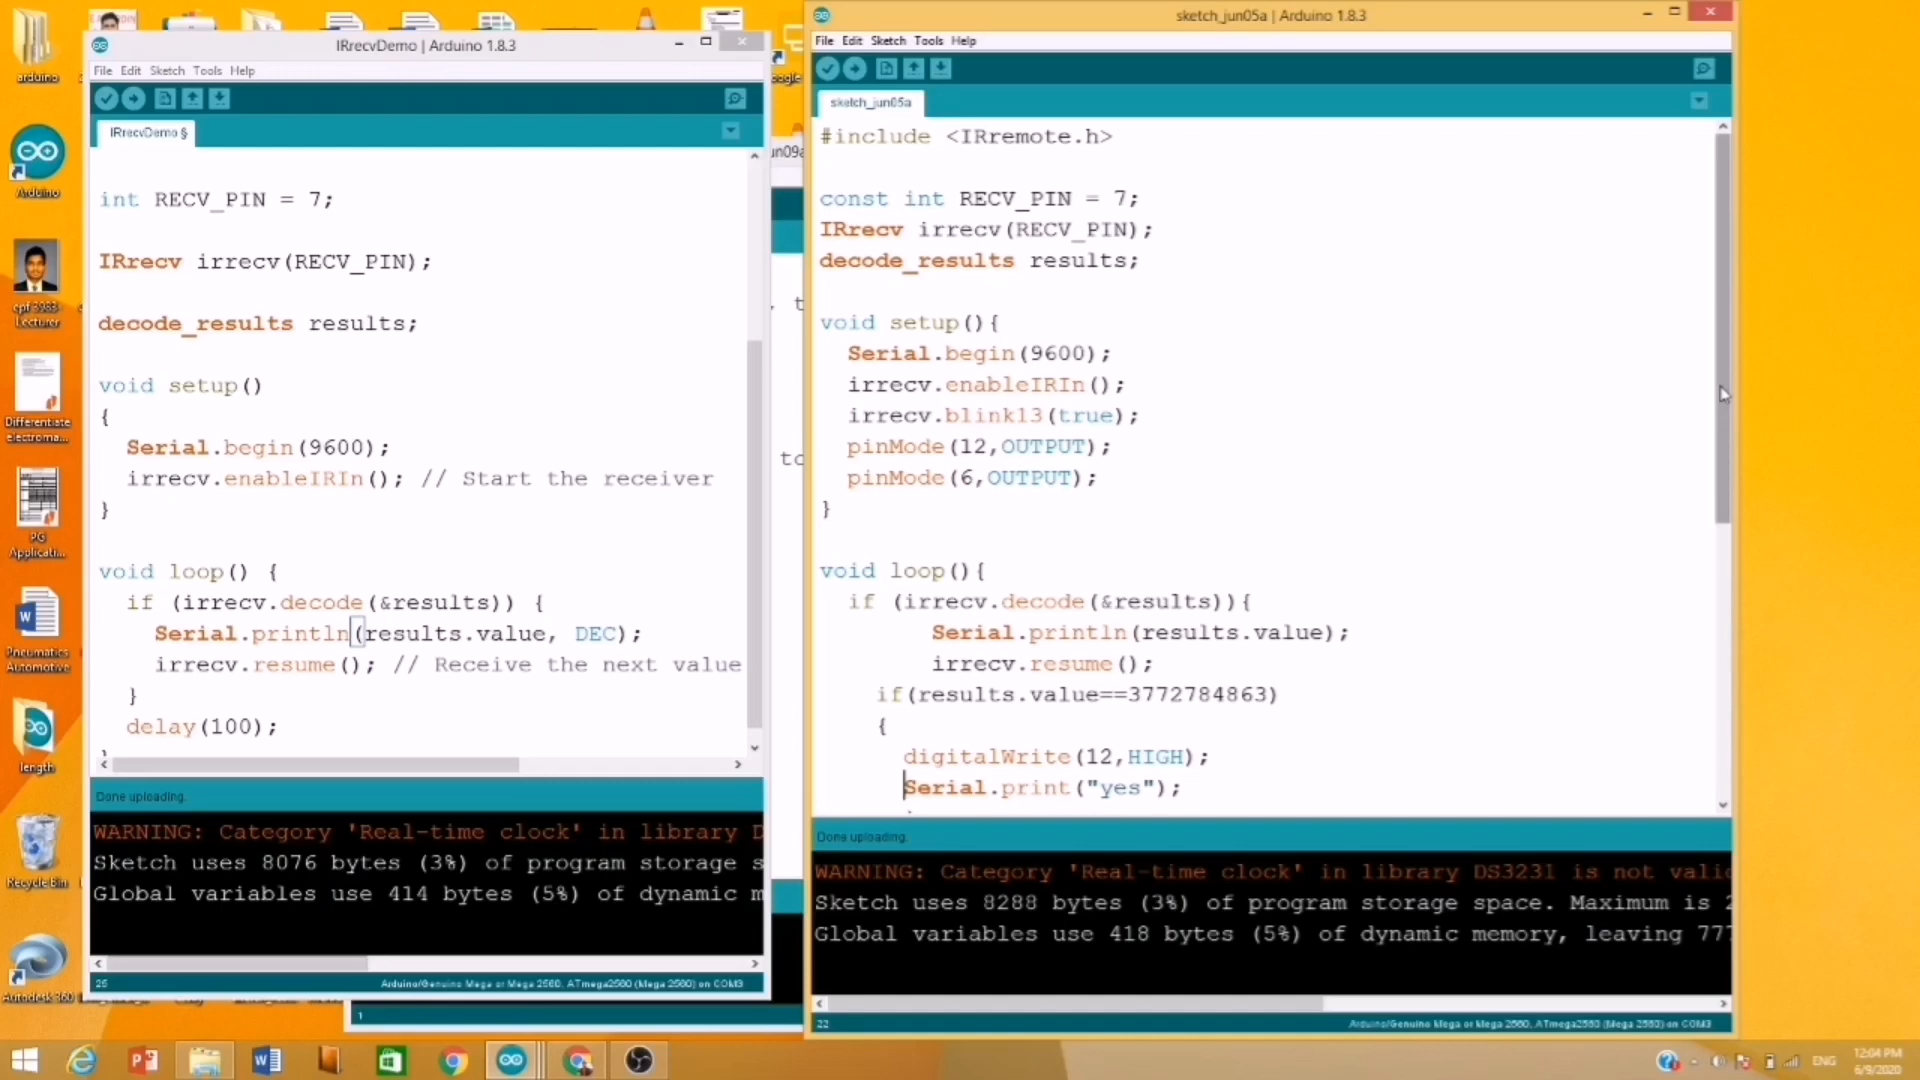 IRrecvDemo | Arduino 1.8.3
File Edit Sketch Tools Help
IRrecvDemo §
int RECV_PIN = 7;
IRrecv irrecv(RECV_PIN);
decode_results results;
void setup()
{
Serial.begin(9600);
irrecv.enableIRIn(); // Start the receiver
}
void loop() {
if (irrecv.decode(&results)) {
Serial.println(results.value, DEC);
irrecv.resume(); // Receive the next value
}
delay(100);
Done uploading.
WARNING: Category 'Real-time clock' in library D
Sketch uses 8076 bytes (3%) of program storage s
Global variables use 414 bytes (5%) of dynamic m
25
Arduino/Genuino Mega or Mega 2560, ATmega2560 (Mega 2560) on COM3
1
sketch_jun05a | Arduino 1.8.3
File Edit Sketch Tools Help
sketch_jun05a
#include <IRremote.h>
const int RECV_PIN = 7;
IRrecv irrecv(RECV_PIN);
decode_results results;
void setup(){
Serial.begin(9600);
irrecv.enableIRIn();
irrecv.blink13(true);
pinMode(12,OUTPUT);
pinMode(6,OUTPUT);
}
void loop(){
if (irrecv.decode(&results)){
Serial.println(results.value);
irrecv.resume();
if(results.value==3772784863)
{
digitalWrite(12,HIGH);
Serial.print("yes");
Done uploading.
WARNING: Category 'Real-time clock' in library DS3231 is not valid
Sketch uses 8288 bytes (3%) of program storage space. Maximum is 2
Global variables use 418 bytes (5%) of dynamic memory, leaving 777
22
Arduino/Genuino Mega or Mega 2560, ATmega2560 (Mega 2560) on COM3
arduino
Arduino
cpf 3983-
Lecturer
Differentiate
electroma...
PG
Applicati...
Pneumatics
Automotive
length
Recycle Bin
Autodesk 360
ENG
12:04 PM
6/9/2020